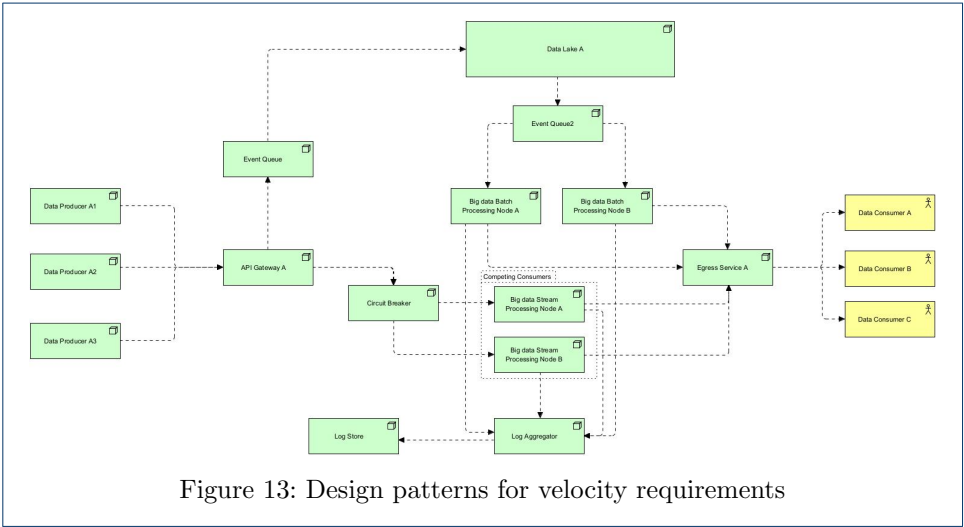 Data Lake A
Event Queue2
Event Queue
Data Producer A1
Big data Batch
Processing Node A
Big data Batch
Processing Node B
Data Consumer A
Data Producer A2
API Gateway A
Egress Service A
Data Consumer B
Competing Consumers
Circuit Breaker
Big data Stream
Processing Node A
Data Consumer C
Data Producer A3
Big data Stream
Processing Node B
Log Store
Log Aggregator
Figure 13: Design patterns for velocity requirements